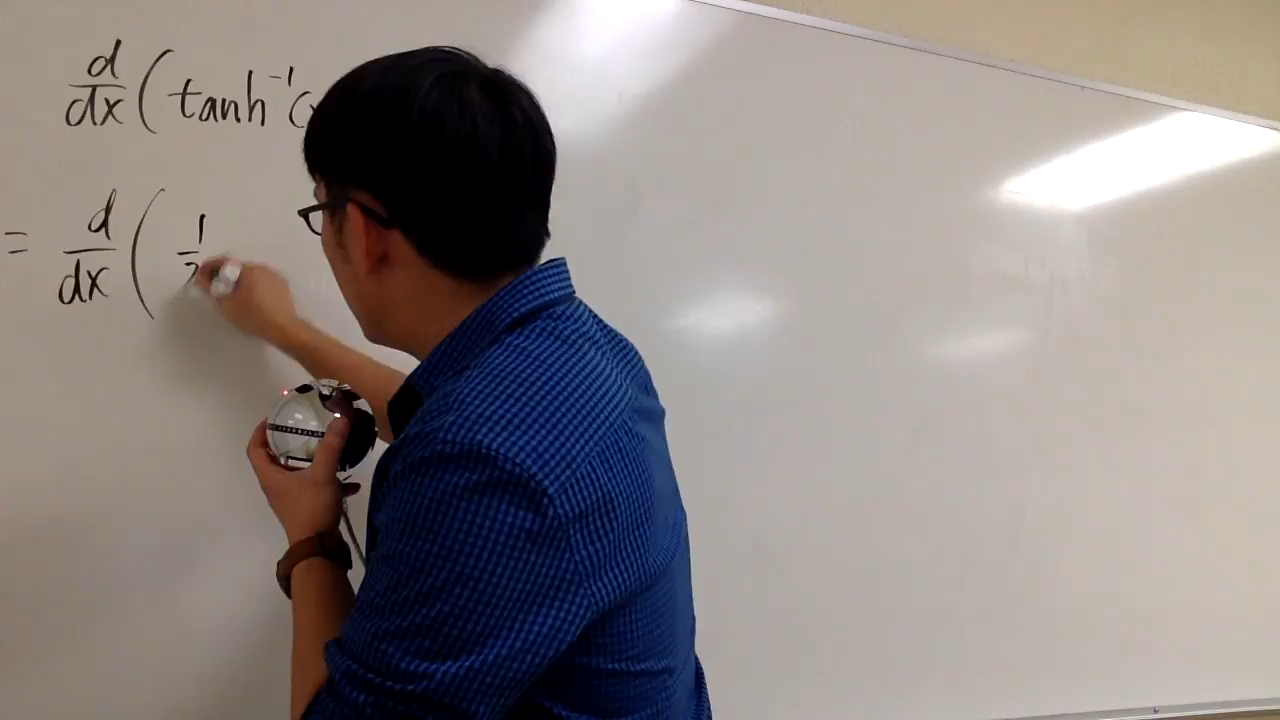 d/dx ( tanh⁻¹(x
= d/dx ( 1/2